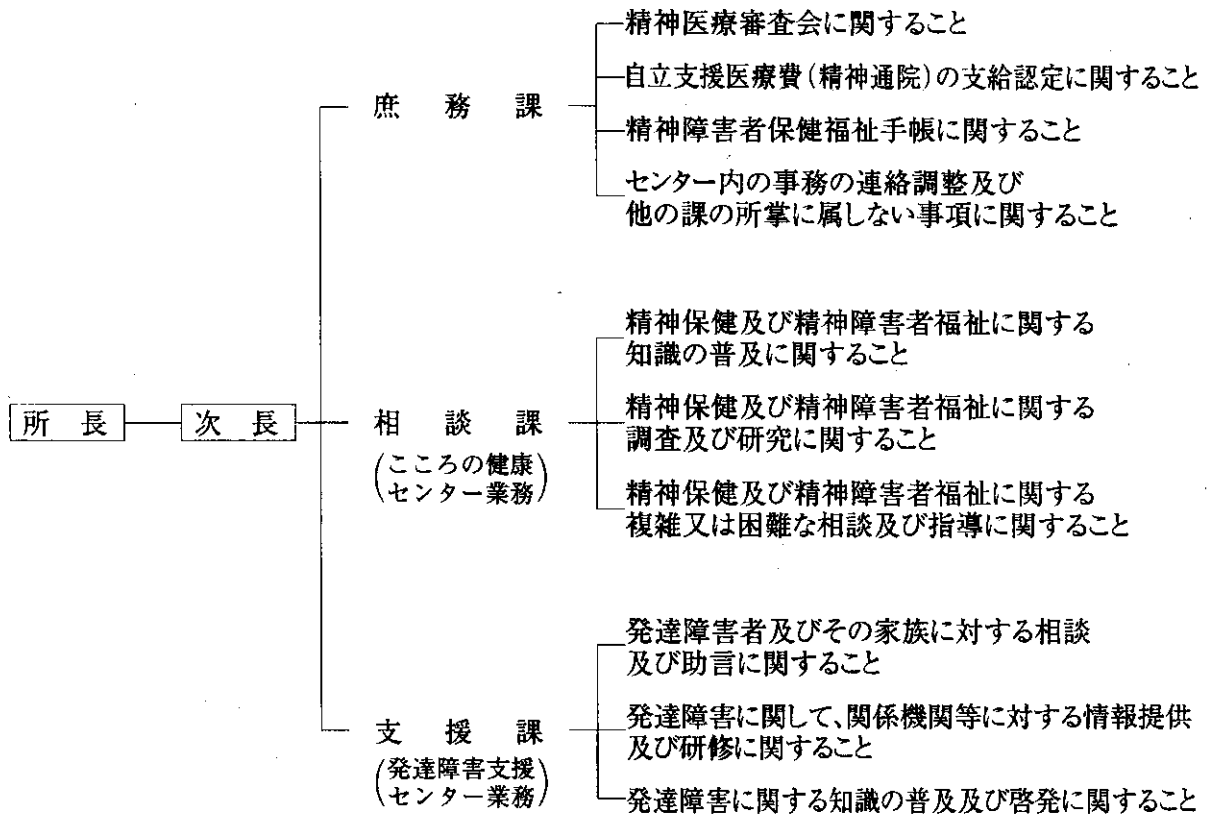 精神医療審査会に関すること
自立支援医療費(精神通院)の支給認定に関すること
庶務課
精神障害者保健福祉手帳に関すること
センター内の事務の連絡調整及び
他の課の所掌に属しない事項に関すること
精神保健及び精神障害者福祉に関する
知識の普及に関すること
所長
次長
相談課
(こころの健康
センター業務)
精神保健及び精神障害者福祉に関する
調査及び研究に関すること
精神保健及び精神障害者福祉に関する
複雑又は困難な相談及び指導に関すること
発達障害者及びその家族に対する相談
及び助言に関すること
支援課
(発達障害支援
センター業務)
発達障害に関して、関係機関等に対する情報提供
及び研修に関すること
発達障害に関する知識の普及及び啓発に関すること